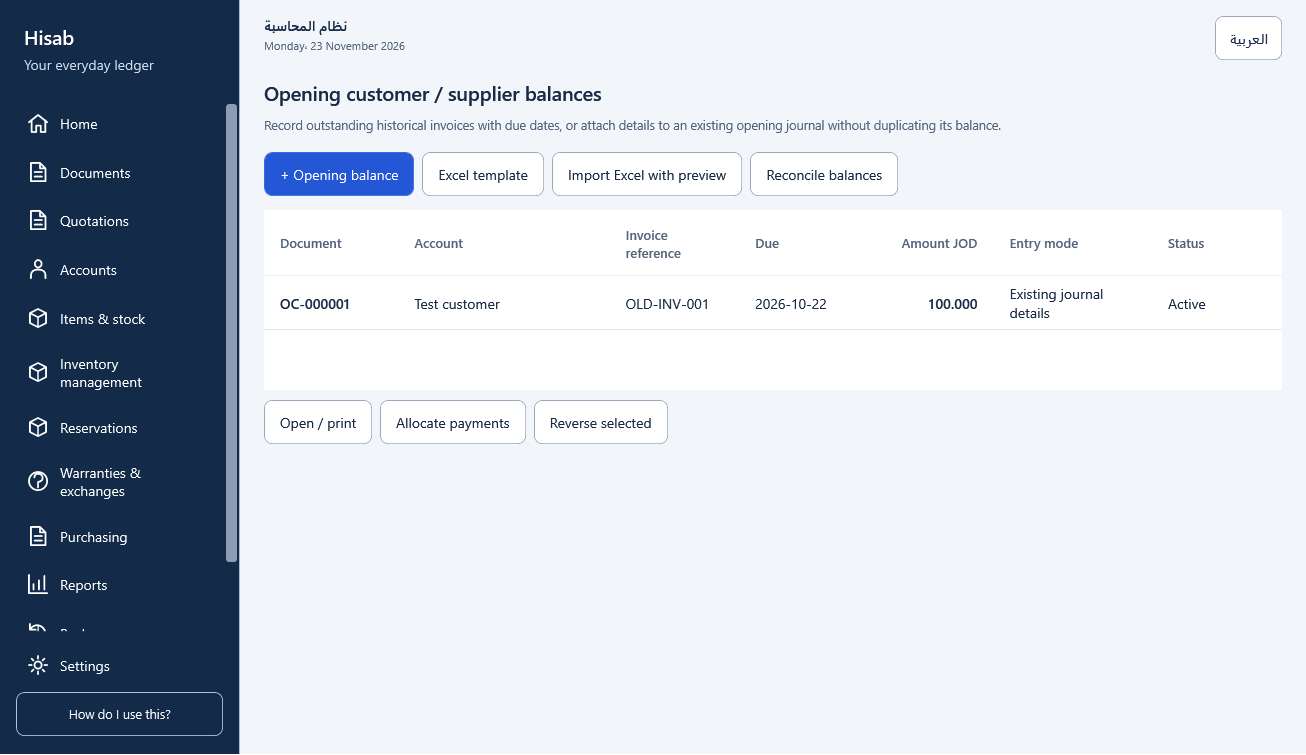 Hisab
Your everyday ledger
Home
Documents
Quotations
Accounts
Items & stock
Inventory
management
Reservations
Warranties &
exchanges
Purchasing
Reports
Settings
How do I use this?
نظام المحاسبة
Monday، 23 November 2026
العربية
Opening customer / supplier balances
Record outstanding historical invoices with due dates, or attach details to an existing opening journal without duplicating its balance.
+ Opening balance
Excel template
Import Excel with preview
Reconcile balances
Document Account Invoice reference Due Amount JOD Entry mode Status
OC-000001 Test customer OLD-INV-001 2026-10-22 100.000 Existing journal details Active
Open / print
Allocate payments
Reverse selected